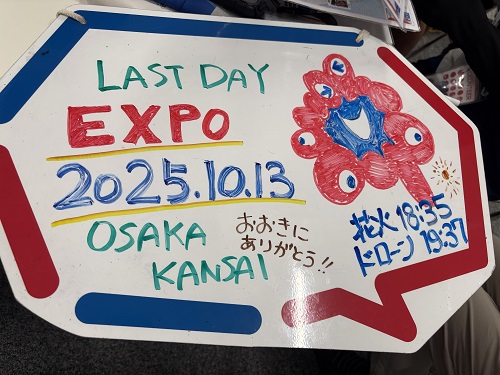 LAST DAY
EXPO
2025.10.13
OSAKA
KANSAI
おおきに
ありがとう!!
花火 18:35
ドローン 19:37